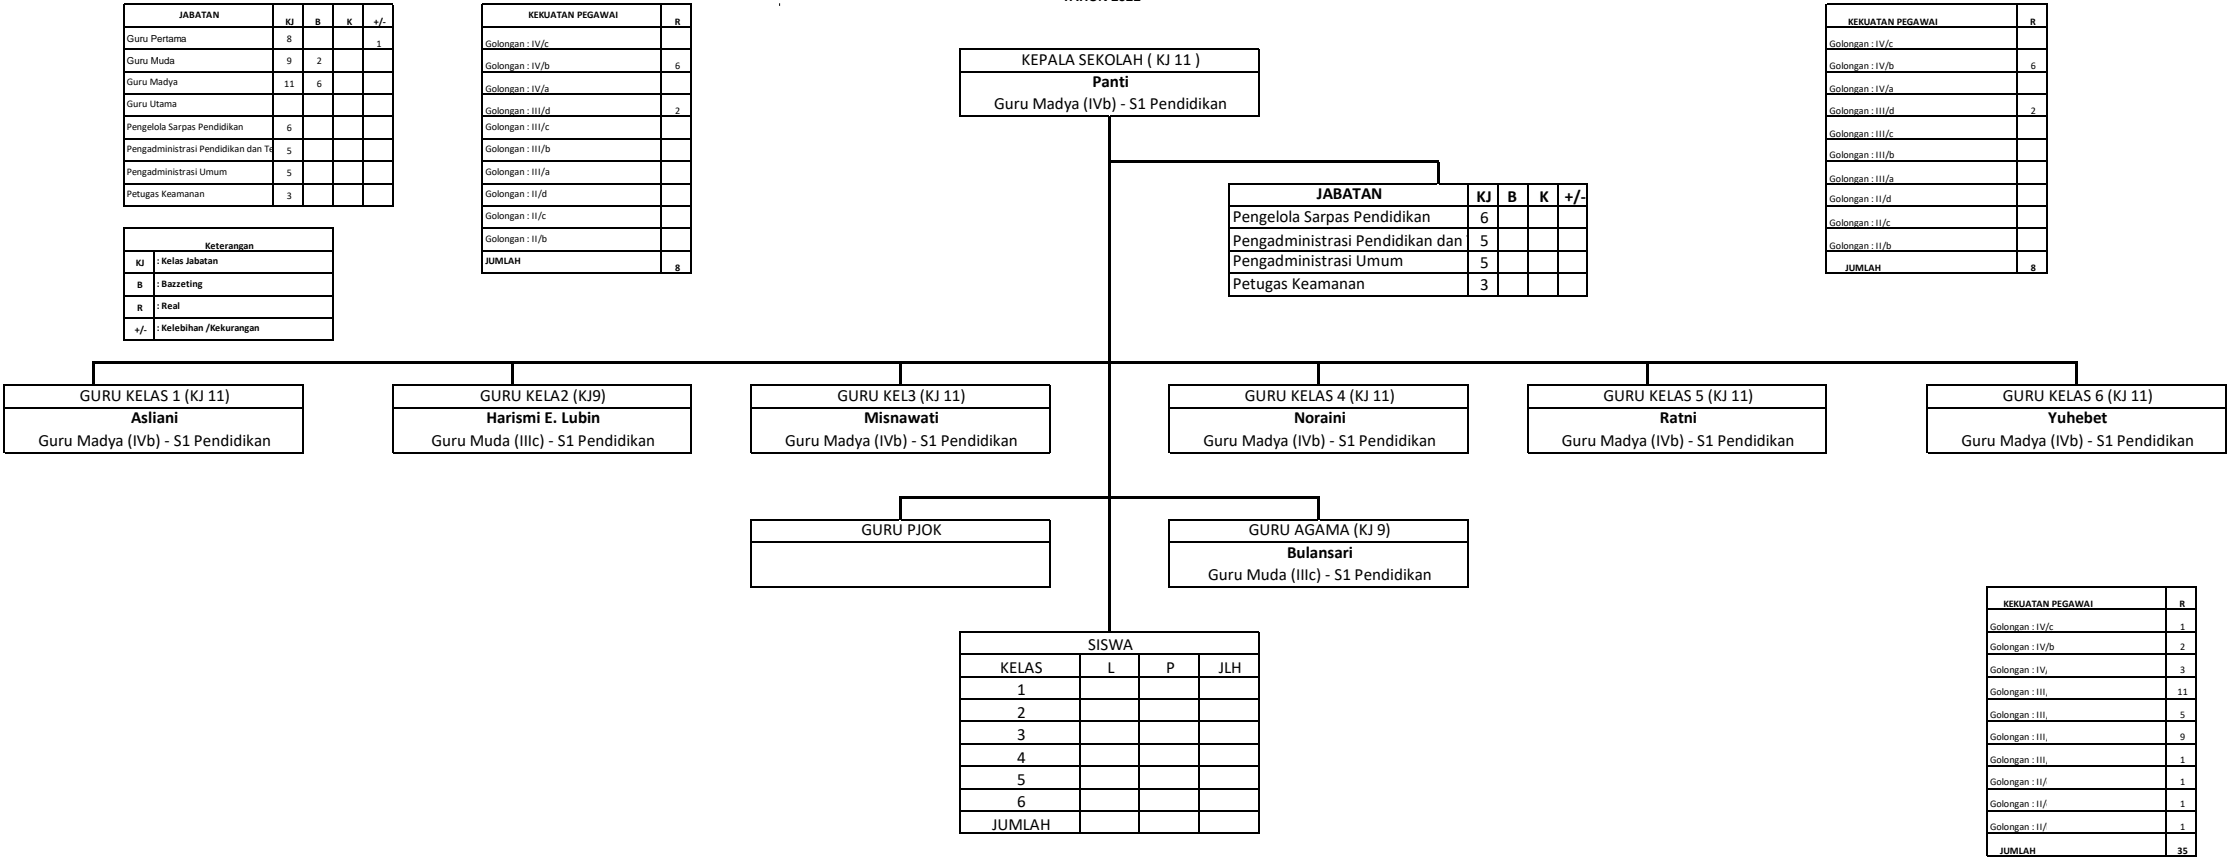 JABATAN KJ B K +/-
Guru Pertama 8 1
Guru Muda 9 2
Guru Madya 11 6
Guru Utama
Pengelola Sarpas Pendidikan 6
Pengadministrasi Pendidikan dan Te 5
Pengadministrasi Umum 5
Petugas Keamanan 3
Keterangan
KJ : Kelas Jabatan
B : Bazzeting
R : Real
+/- : Kelebihan /Kekurangan
KEKUATAN PEGAWAI R
Golongan : IV/c
Golongan : IV/b 6
Golongan : IV/a
Golongan : III/d 2
Golongan : III/c
Golongan : III/b
Golongan : III/a
Golongan : II/d
Golongan : II/c
Golongan : II/b
JUMLAH 8
KEPALA SEKOLAH ( KJ 11 )
Panti
Guru Madya (IVb) - S1 Pendidikan
JABATAN KJ B K +/-
Pengelola Sarpas Pendidikan 6
Pengadministrasi Pendidikan dan 5
Pengadministrasi Umum 5
Petugas Keamanan 3
KEKUATAN PEGAWAI R
Golongan : IV/c
Golongan : IV/b 6
Golongan : IV/a
Golongan : III/d 2
Golongan : III/c
Golongan : III/b
Golongan : III/a
Golongan : II/d
Golongan : II/c
Golongan : II/b
JUMLAH 8
GURU KELAS 1 (KJ 11)
Asliani
Guru Madya (IVb) - S1 Pendidikan
GURU KELA2 (KJ9)
Harismi E. Lubin
Guru Muda (IIIc) - S1 Pendidikan
GURU KEL3 (KJ 11)
Misnawati
Guru Madya (IVb) - S1 Pendidikan
GURU KELAS 4 (KJ 11)
Noraini
Guru Madya (IVb) - S1 Pendidikan
GURU KELAS 5 (KJ 11)
Ratni
Guru Madya (IVb) - S1 Pendidikan
GURU KELAS 6 (KJ 11)
Yuhebet
Guru Madya (IVb) - S1 Pendidikan
GURU PJOK
GURU AGAMA (KJ 9)
Bulansari
Guru Muda (IIIc) - S1 Pendidikan
SISWA
KELAS L P JLH
1
2
3
4
5
6
JUMLAH
KEKUATAN PEGAWAI R
Golongan : IV/c 1
Golongan : IV/b 2
Golongan : IV/ 3
Golongan : III, 11
Golongan : III, 5
Golongan : III, 9
Golongan : III, 1
Golongan : II/ 1
Golongan : II/ 1
Golongan : II/ 1
JUMLAH 35